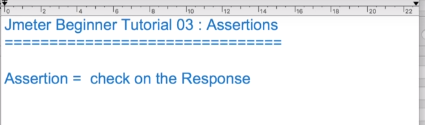 0 2 4 6 8 10 12 14 16 18 20 22
Jmeter Beginner Tutorial 03 : Assertions
================================
Assertion =  check on the Response